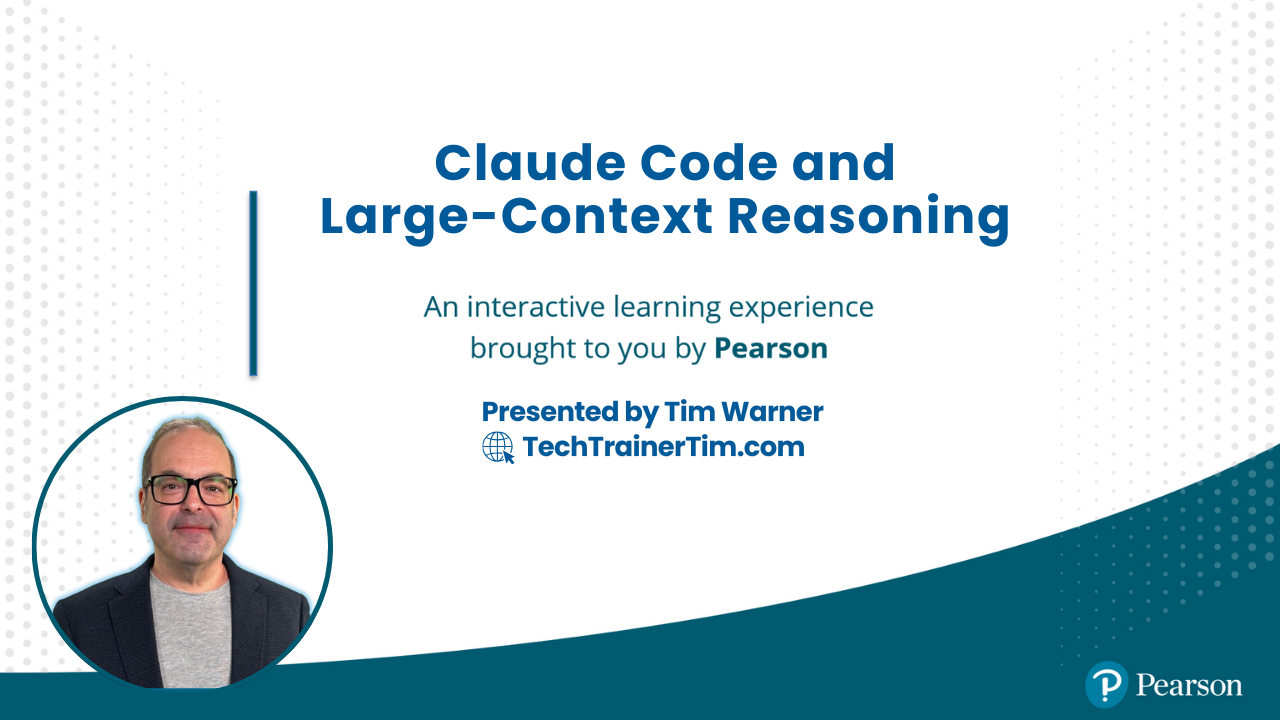 Claude Code and
Large-Context Reasoning
An interactive learning experience
brought to you by Pearson
Presented by Tim Warner
TechTrainerTim.com
Pearson